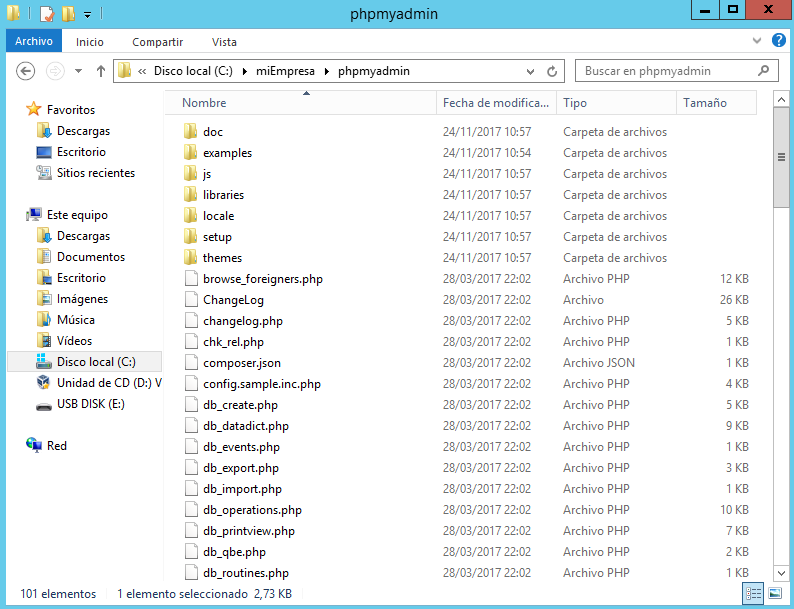 phpmyadmin
Archivo Inicio Compartir Vista
« Disco local (C:) miEmpresa phpmyadmin Buscar en phpmyadmin
Nombre Fecha de modifica... Tipo Tamaño
Favoritos
Descargas
Escritorio
Sitios recientes
Este equipo
Descargas
Documentos
Escritorio
Imágenes
Música
Vídeos
Disco local (C:)
Unidad de CD (D:) V
USB DISK (E:)
Red
doc 24/11/2017 10:57 Carpeta de archivos
examples 24/11/2017 10:54 Carpeta de archivos
js 24/11/2017 10:57 Carpeta de archivos
libraries 24/11/2017 10:57 Carpeta de archivos
locale 24/11/2017 10:57 Carpeta de archivos
setup 24/11/2017 10:57 Carpeta de archivos
themes 24/11/2017 10:57 Carpeta de archivos
browse_foreigners.php 28/03/2017 22:02 Archivo PHP 12 KB
ChangeLog 28/03/2017 22:02 Archivo 26 KB
changelog.php 28/03/2017 22:02 Archivo PHP 5 KB
chk_rel.php 28/03/2017 22:02 Archivo PHP 1 KB
composer.json 28/03/2017 22:02 Archivo JSON 1 KB
config.sample.inc.php 28/03/2017 22:02 Archivo PHP 4 KB
db_create.php 28/03/2017 22:02 Archivo PHP 5 KB
db_datadict.php 28/03/2017 22:02 Archivo PHP 9 KB
db_events.php 28/03/2017 22:02 Archivo PHP 1 KB
db_export.php 28/03/2017 22:02 Archivo PHP 3 KB
db_import.php 28/03/2017 22:02 Archivo PHP 1 KB
db_operations.php 28/03/2017 22:02 Archivo PHP 10 KB
db_printview.php 28/03/2017 22:02 Archivo PHP 7 KB
db_qbe.php 28/03/2017 22:02 Archivo PHP 2 KB
db_routines.php 28/03/2017 22:02 Archivo PHP 1 KB
101 elementos 1 elemento seleccionado 2,73 KB